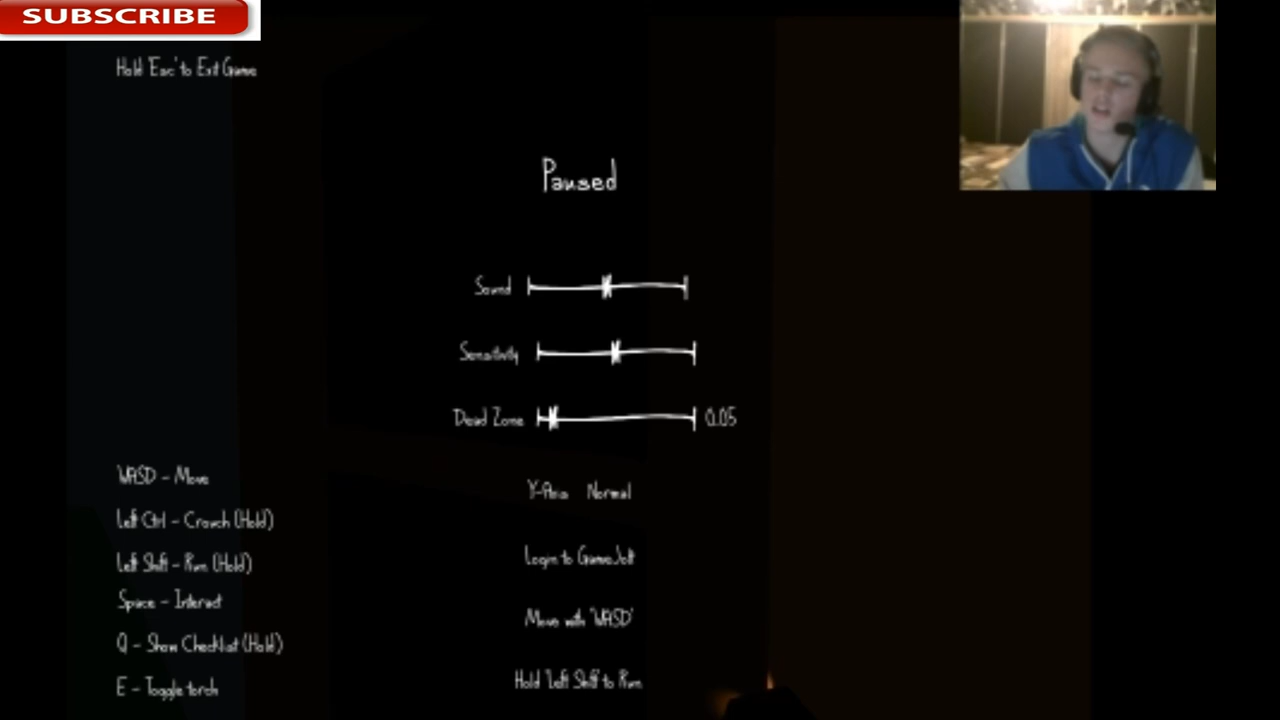 SUBSCRIBE
Hold 'Esc' to Exit Game
Paused
Sound
Sensitivity
Dead Zone 0.05
Y-Axis Normal
Login to GameJolt
Move with 'WASD'
Hold 'Left Shift' to Run
WASD - Move
Left Ctrl - Crouch (Hold)
Left Shift - Run (Hold)
Space - Interact
Q - Show Checklist (Hold)
E - Toggle torch